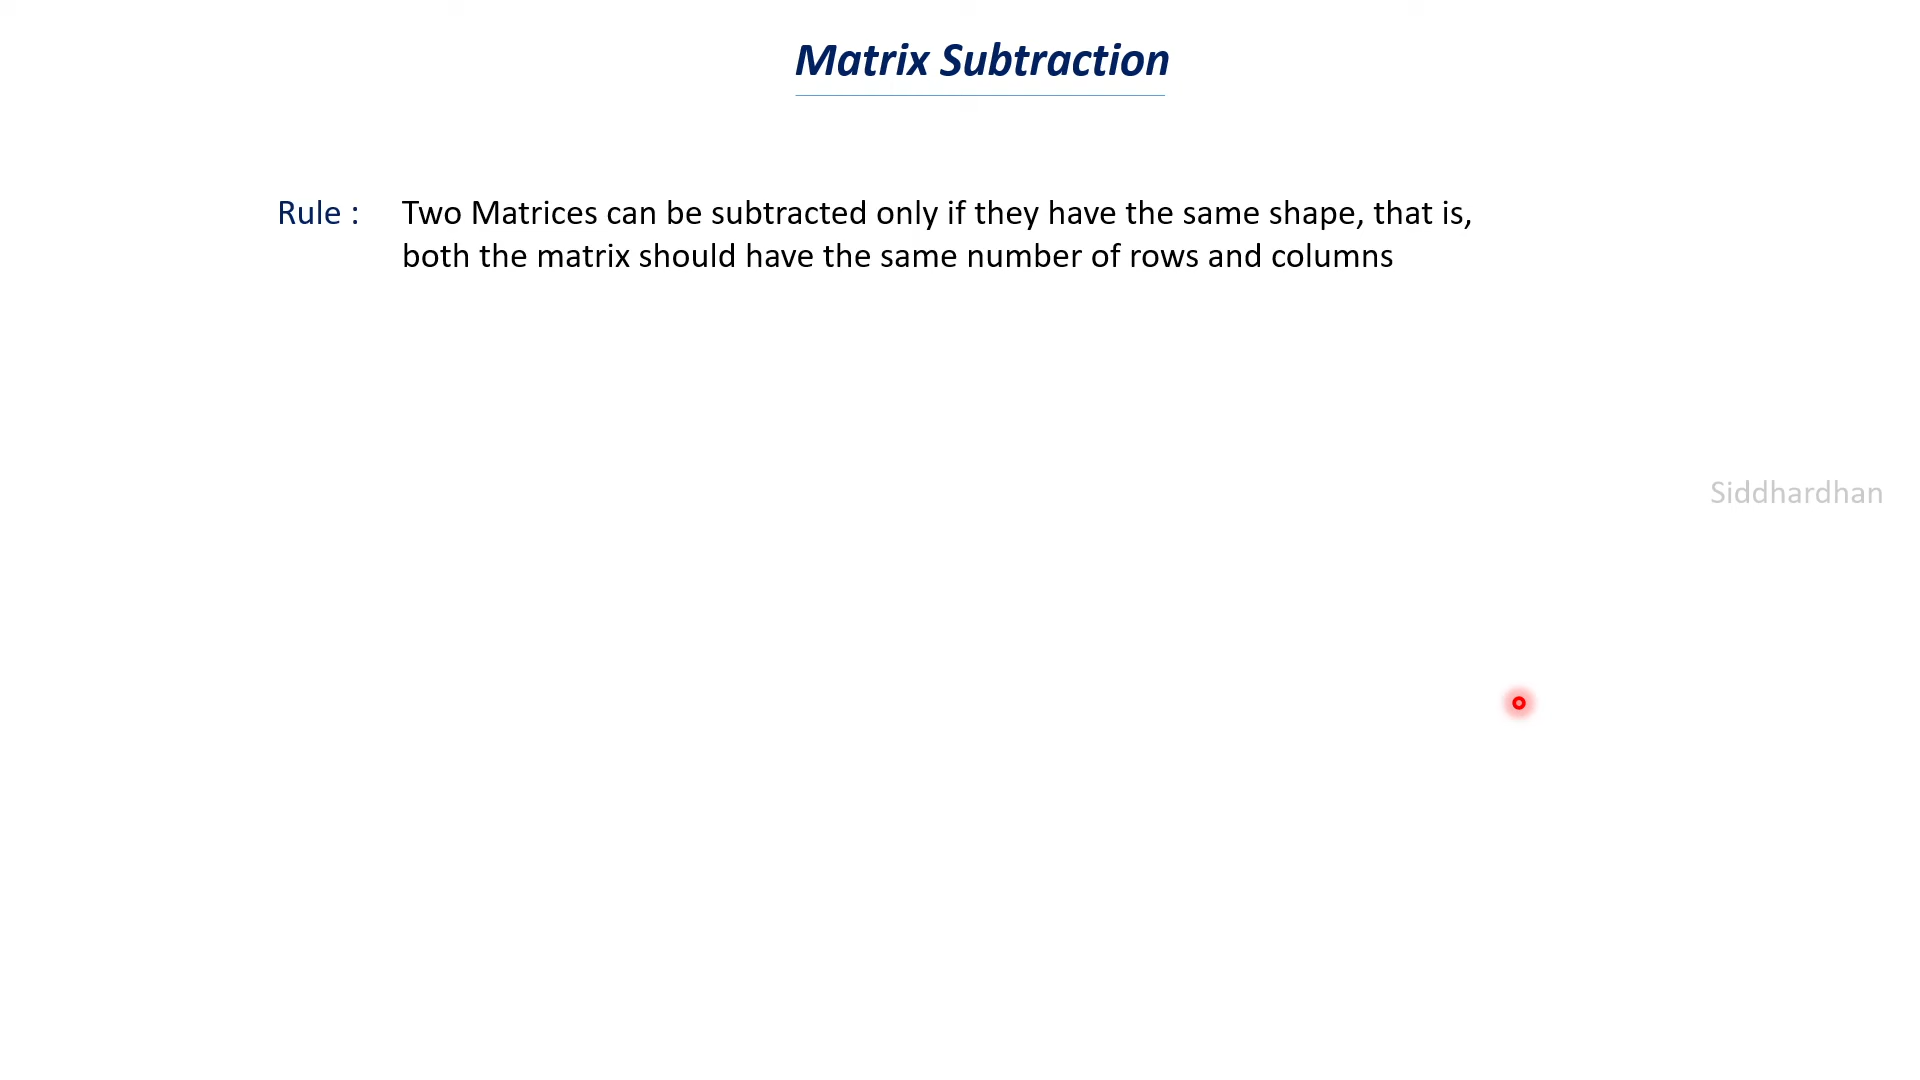 Matrix Subtraction
Rule : Two Matrices can be subtracted only if they have the same shape, that is,
both the matrix should have the same number of rows and columns
Siddhardhan